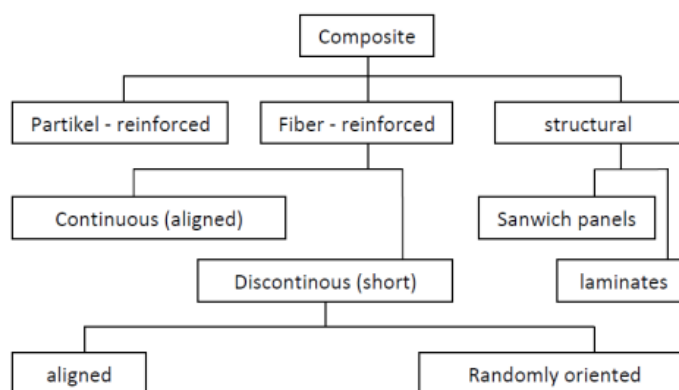 Composite
Partikel - reinforced
Fiber - reinforced
structural
Continuous (aligned)
Sanwich panels
Discontinous (short)
laminates
aligned
Randomly oriented